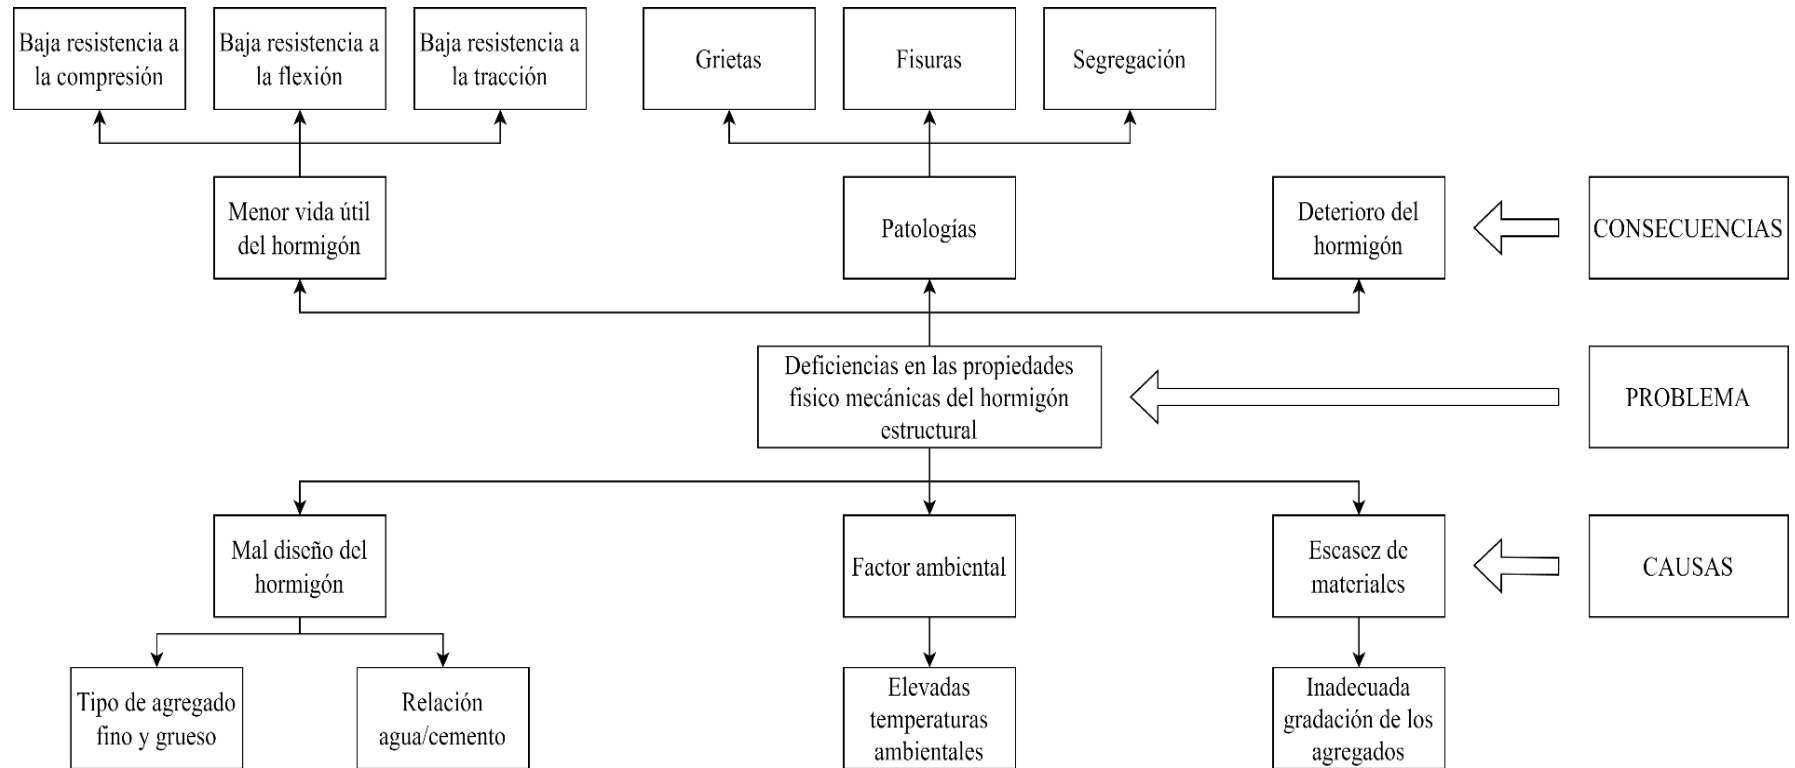 Baja resistencia a
la compresión
Baja resistencia a
la flexión
Baja resistencia a
la tracción
Grietas
Fisuras
Segregación
Menor vida útil
del hormigón
Patologías
Deterioro del
hormigón
CONSECUENCIAS
Deficiencias en las propiedades
fisico mecánicas del hormigón
estructural
PROBLEMA
Mal diseño del
hormigón
Factor ambiental
Escasez de
materiales
CAUSAS
Tipo de agregado
fino y grueso
Relación
agua/cemento
Elevadas
temperaturas
ambientales
Inadecuada
gradación de los
agregados